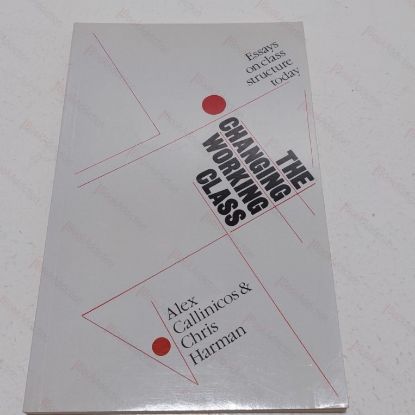 Essays
on class
structure
today
THE
CHANGING
WORKING
CLASS
Alex
Callinicos &
Chris
Harman